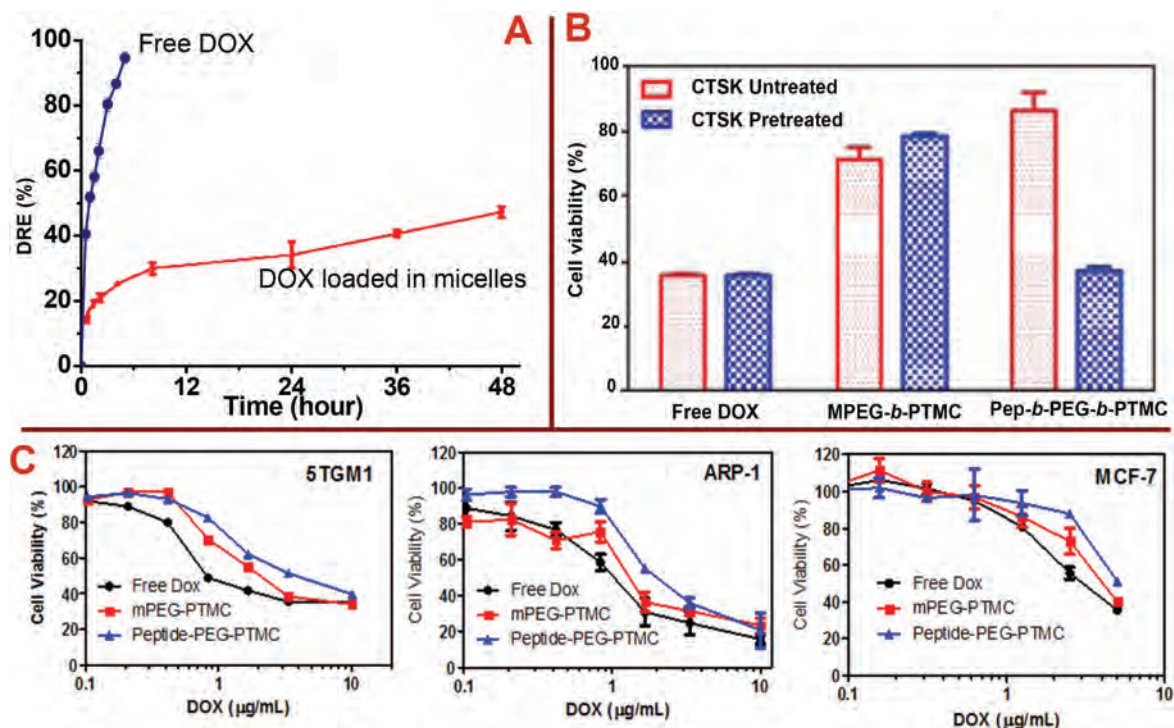 A
Free DOX
DOX loaded in micelles
DRE (%)
100
80
60
40
20
0
0 12 24 36 48
Time (hour)
B
CTSK Untreated
CTSK Pretreated
Cell viability (%)
100
80
60
40
20
0
Free DOX MPEG-b-PTMC Pep-b-PEG-b-PTMC
C
5TGM1
Cell Viability (%)
120
100
80
60
40
20
0
Free Dox
mPEG-PTMC
Peptide-PEG-PTMC
0.1 1 10
DOX (μg/mL)
ARP-1
Cell Viability (%)
120
100
80
60
40
20
0
Free Dox
mPEG-PTMC
Peptide-PEG-PTMC
0.1 1 10
DOX (μg/mL)
MCF-7
Cell Viability (%)
120
100
80
60
40
20
0
Free Dox
mPEG-PTMC
Peptide-PEG-PTMC
0.1 1 10
DOX (μg/mL)